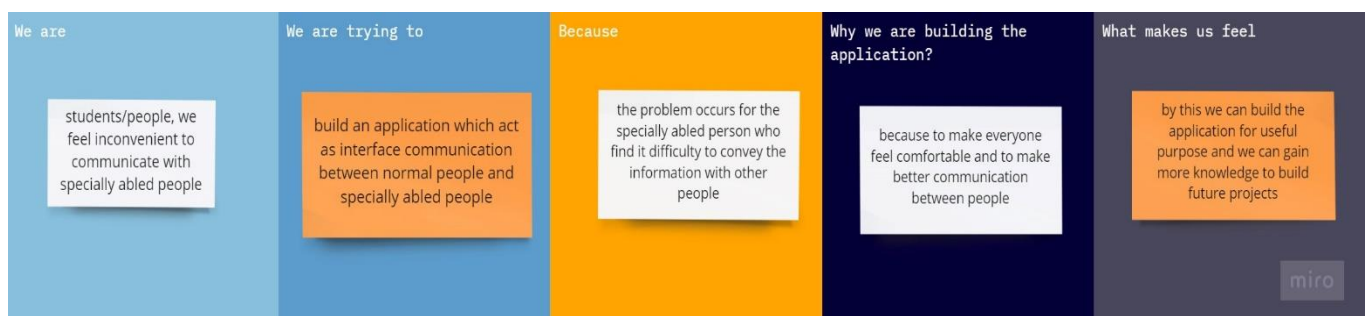 We are
students/people, we
feel inconvenient to
communicate with
specially abled people
We are trying to
build an application which act
as interface communication
between normal people and
specially abled people
Because
the problem occurs for the
specially abled person who
find it difficulty to convey the
information with other
people
Why we are building the
application?
because to make everyone
feel comfortable and to make
better communication
between people
What makes us feel
by this we can build the
application for useful
purpose and we can gain
more knowledge to build
future projects
miro